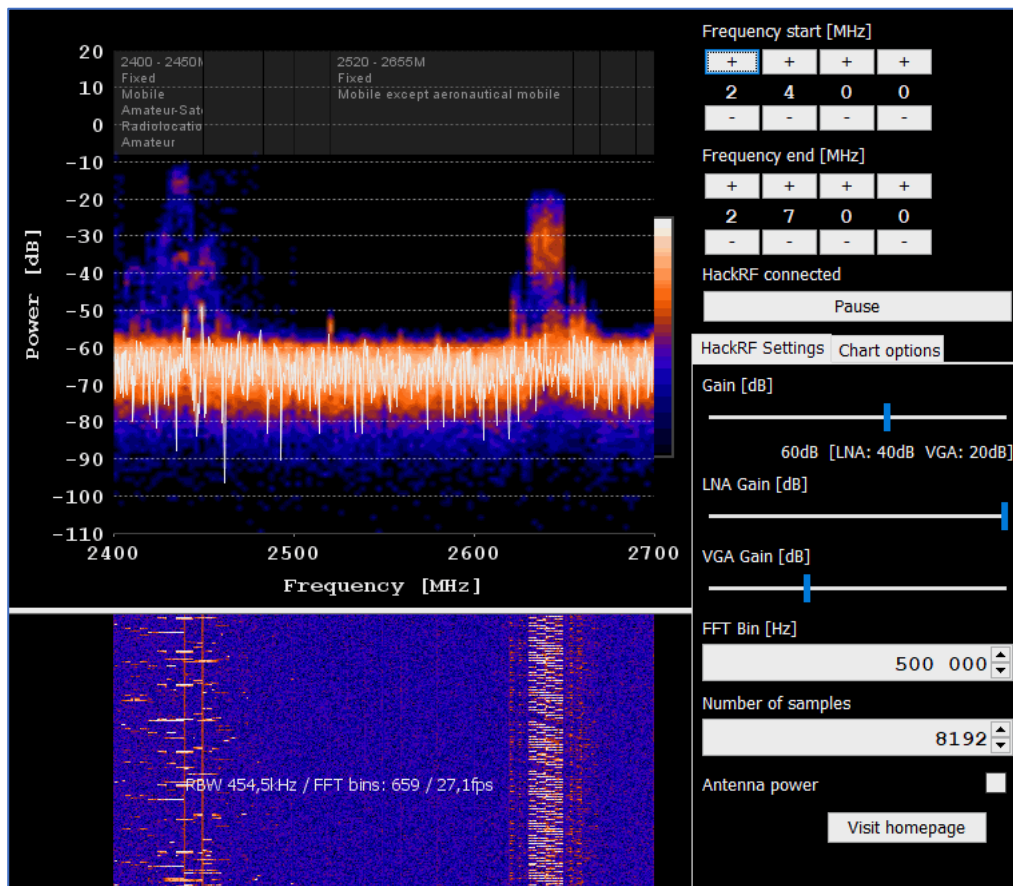 20
10
0
-10
-20
-30
-40
-50
-60
-70
-80
-90
-100
-110
Power [dB]
2400 - 2450M
Fixed
Mobile
Amateur-Sate
Radiolocatio
Amateur
2520 - 2655M
Fixed
Mobile except aeronautical mobile
2400 2500 2600 2700
Frequency [MHz]
RBW 454,5kHz / FFT bins: 659 / 27,1fps
Frequency start [MHz]
+ + + +
2 4 0 0
- - - -
Frequency end [MHz]
+ + + +
2 7 0 0
- - - -
HackRF connected
Pause
HackRF Settings Chart options
Gain [dB]
60dB [LNA: 40dB VGA: 20dB]
LNA Gain [dB]
VGA Gain [dB]
FFT Bin [Hz]
500 000
Number of samples
8192
Antenna power
Visit homepage